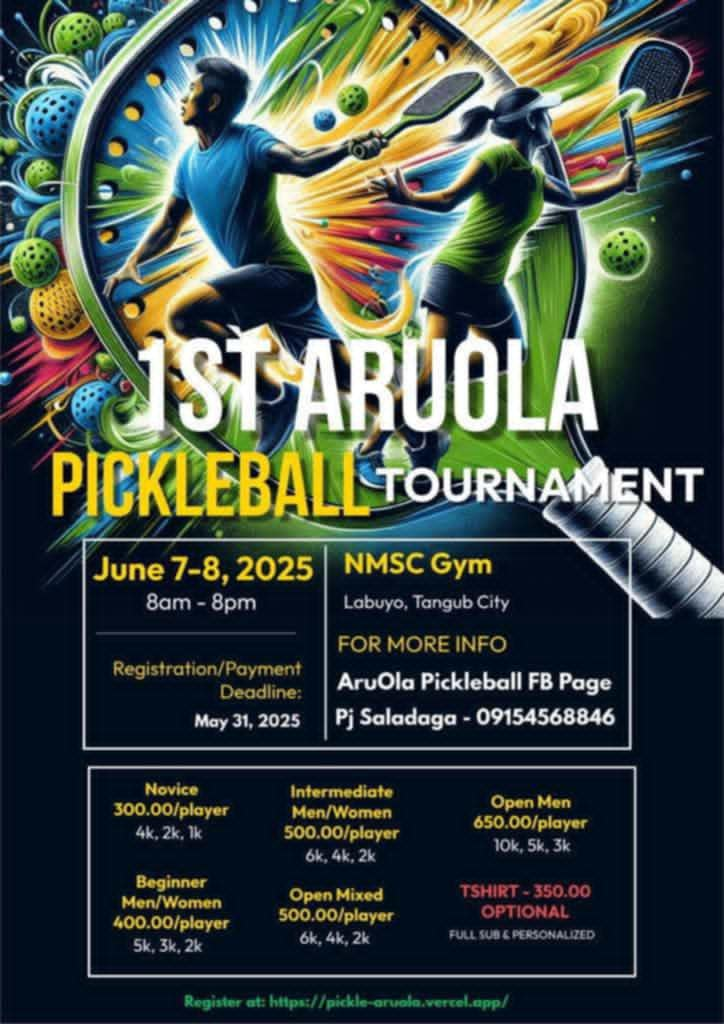 1ST ARUOLA
PICKLEBALL TOURNAMENT
June 7-8, 2025
8am - 8pm
Registration/Payment
Deadline:
May 31, 2025
NMSC Gym
Labuyo, Tangub City
FOR MORE INFO
AruOla Pickleball FB Page
Pj Saladaga - 09154568846
Novice
300.00/player
4k, 2k, 1k
Beginner
Men/Women
400.00/player
5k, 3k, 2k
Intermediate
Men/Women
500.00/player
6k, 4k, 2k
Open Mixed
500.00/player
6k, 4k, 2k
Open Men
650.00/player
10k, 5k, 3k
TSHIRT - 350.00
OPTIONAL
FULL SUB & PERSONALIZED
Register at: https://pickle-aruola.vercel.app/